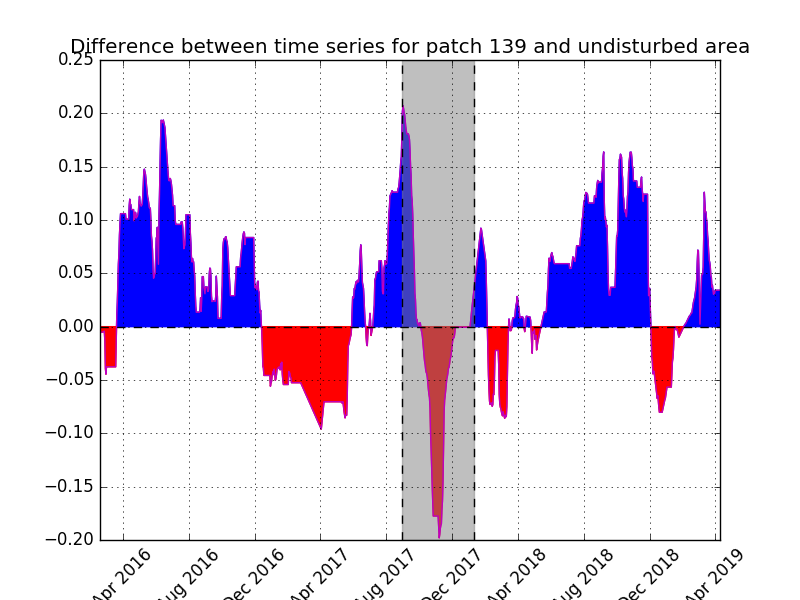 Difference between time series for patch 139 and undisturbed area
0.25
0.20
0.15
0.10
0.05
0.00
−0.05
−0.10
−0.15
−0.20
Apr 2016
Aug 2016
Dec 2016
Apr 2017
Aug 2017
Dec 2017
Apr 2018
Aug 2018
Dec 2018
Apr 2019